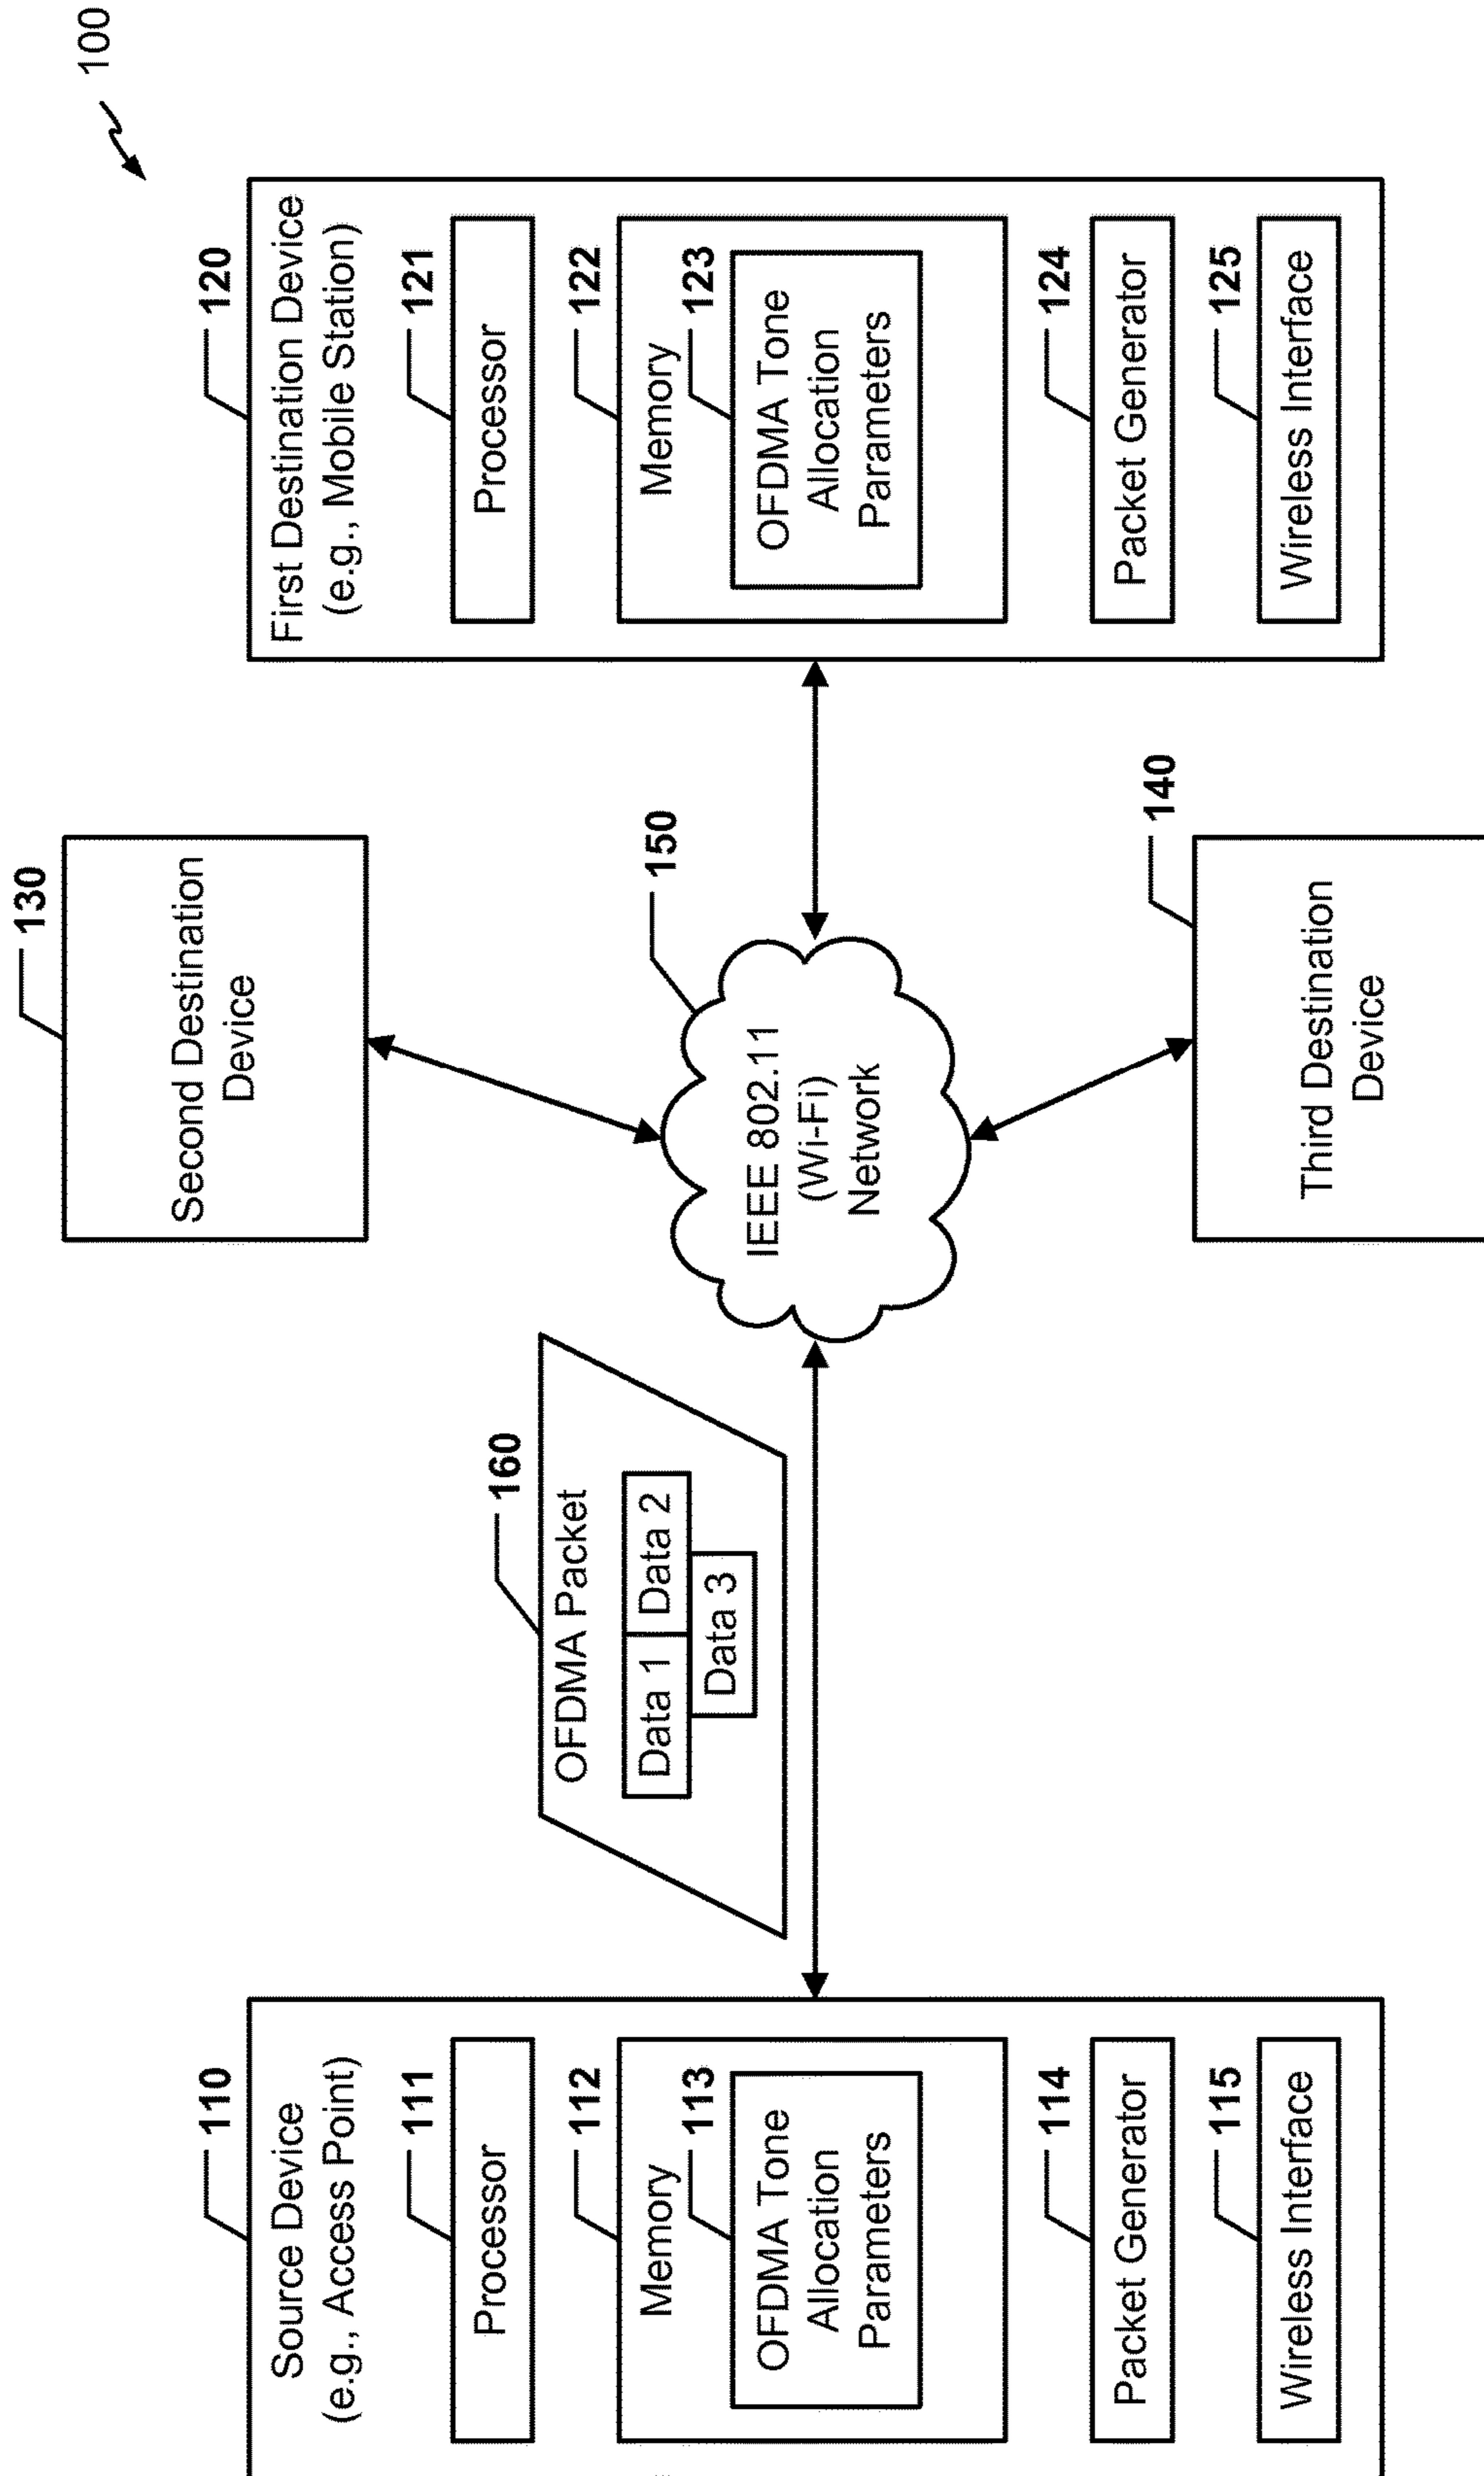 100
110
Source Device
(e.g., Access Point)
111
Processor
112
Memory
113
OFDMA Tone
Allocation
Parameters
114
Packet Generator
115
Wireless Interface
160
OFDMA Packet
Data 1
Data 2
Data 3
130
Second Destination
Device
150
IEEE 802.11
(Wi-Fi)
Network
140
Third Destination
Device
120
First Destination Device
(e.g., Mobile Station)
121
Processor
122
Memory
123
OFDMA Tone
Allocation
Parameters
124
Packet Generator
125
Wireless Interface